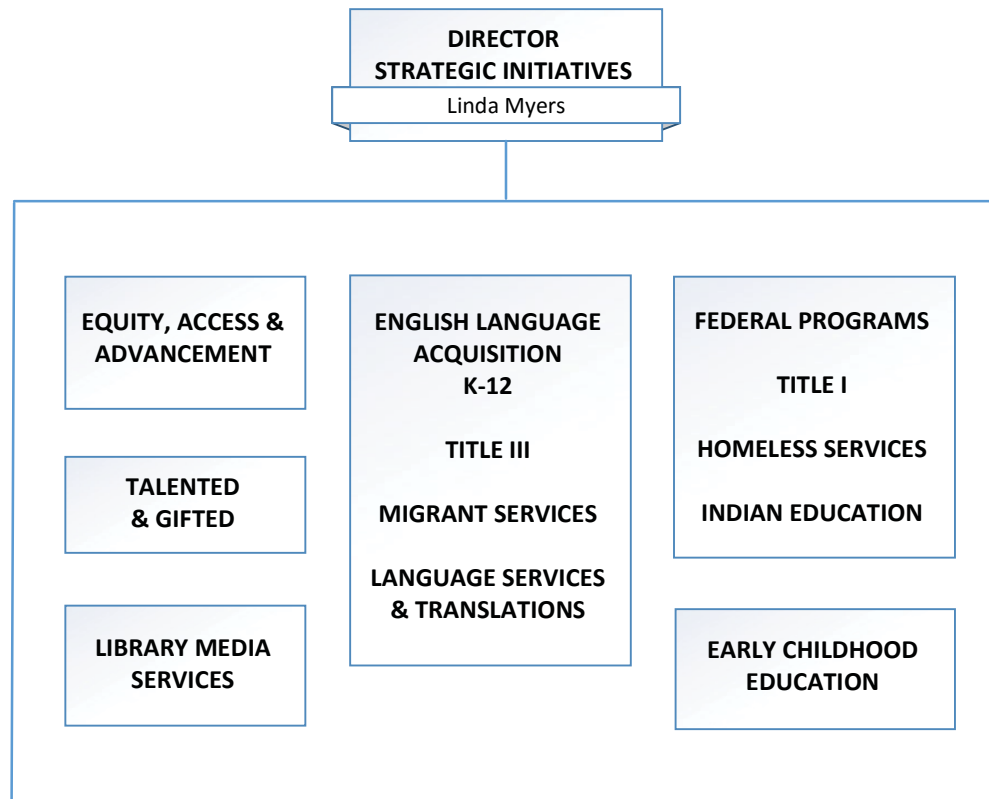 DIRECTOR
STRATEGIC INITIATIVES
Linda Myers
EQUITY, ACCESS &
ADVANCEMENT
TALENTED
& GIFTED
LIBRARY MEDIA
SERVICES
ENGLISH LANGUAGE
ACQUISITION
K-12
TITLE III
MIGRANT SERVICES
LANGUAGE SERVICES
& TRANSLATIONS
FEDERAL PROGRAMS
TITLE I
HOMELESS SERVICES
INDIAN EDUCATION
EARLY CHILDHOOD
EDUCATION